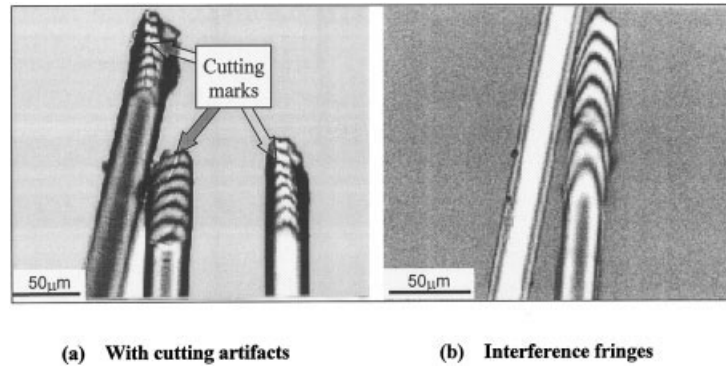 Cutting
marks
50μm
50μm
(a) With cutting artifacts
(b) Interference fringes